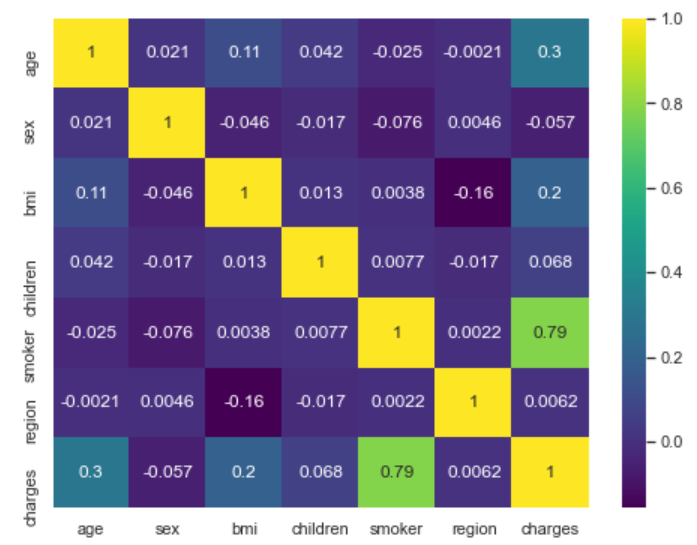 age 1 0.021 0.11 0.042 -0.025 -0.0021 0.3
sex 0.021 1 -0.046 -0.017 -0.076 0.0046 -0.057
bmi 0.11 -0.046 1 0.013 0.0038 -0.16 0.2
children 0.042 -0.017 0.013 1 0.0077 -0.017 0.068
smoker -0.025 -0.076 0.0038 0.0077 1 0.0022 0.79
region -0.0021 0.0046 -0.16 -0.017 0.0022 1 0.0062
charges 0.3 -0.057 0.2 0.068 0.79 0.0062 1
age sex bmi children smoker region charges
1.0
0.8
0.6
0.4
0.2
0.0